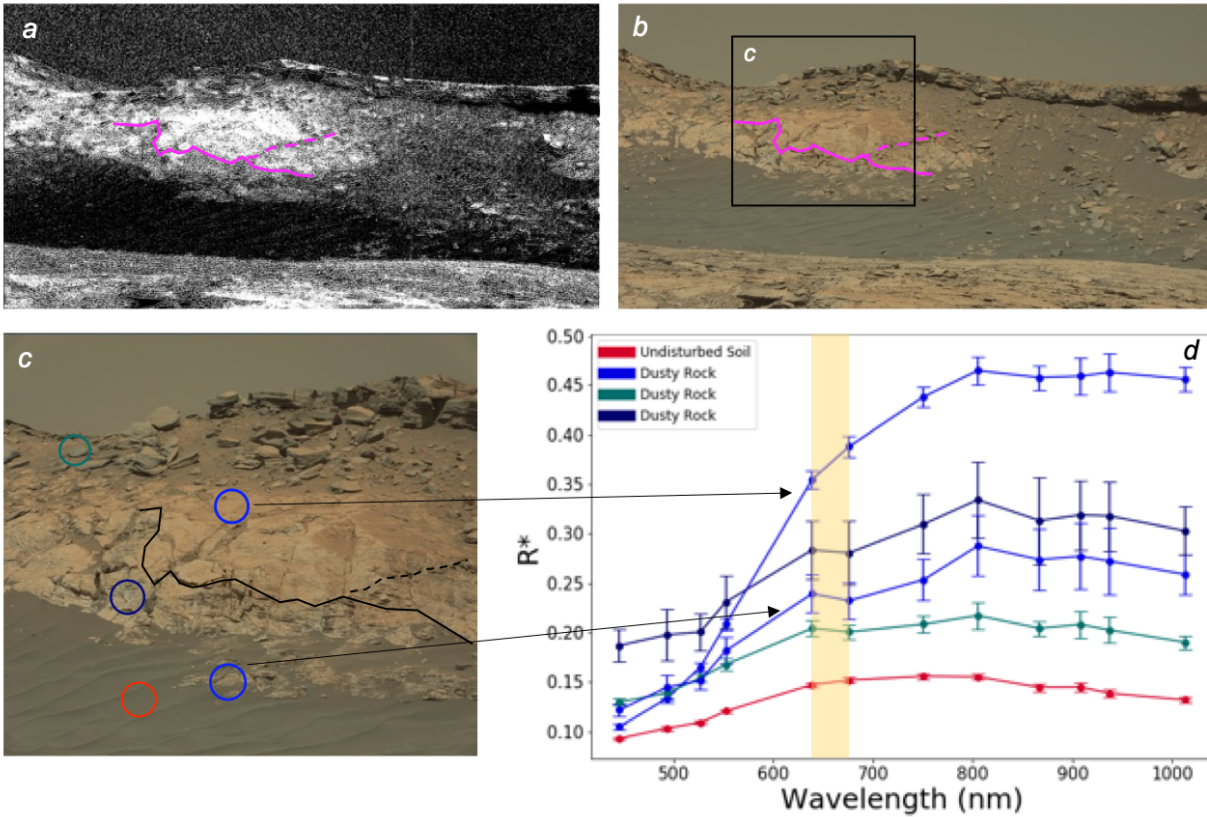 a
b
c
c
d
0.50
0.45
0.40
0.35
0.30
0.25
0.20
0.15
0.10
R*
Undisturbed Soil
Dusty Rock
Dusty Rock
Dusty Rock
500 600 700 800 900 1000
Wavelength (nm)